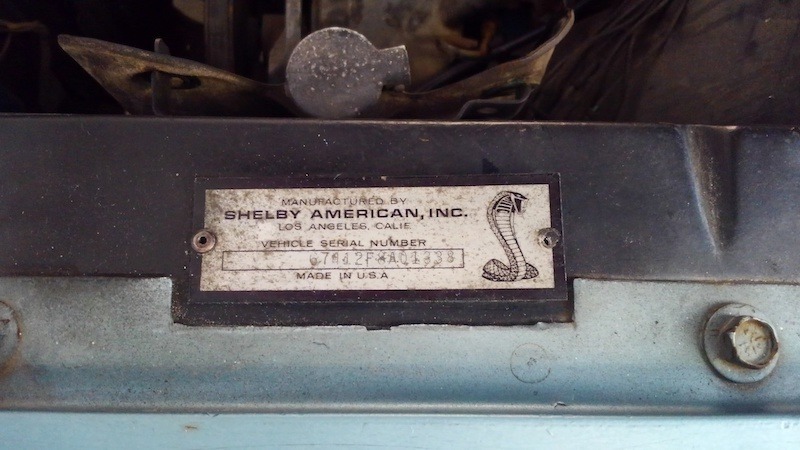 MANUFACTURED BY
SHELBY AMERICAN, INC.
LOS ANGELES, CALIF.
VEHICLE SERIAL NUMBER
MADE IN U.S.A.